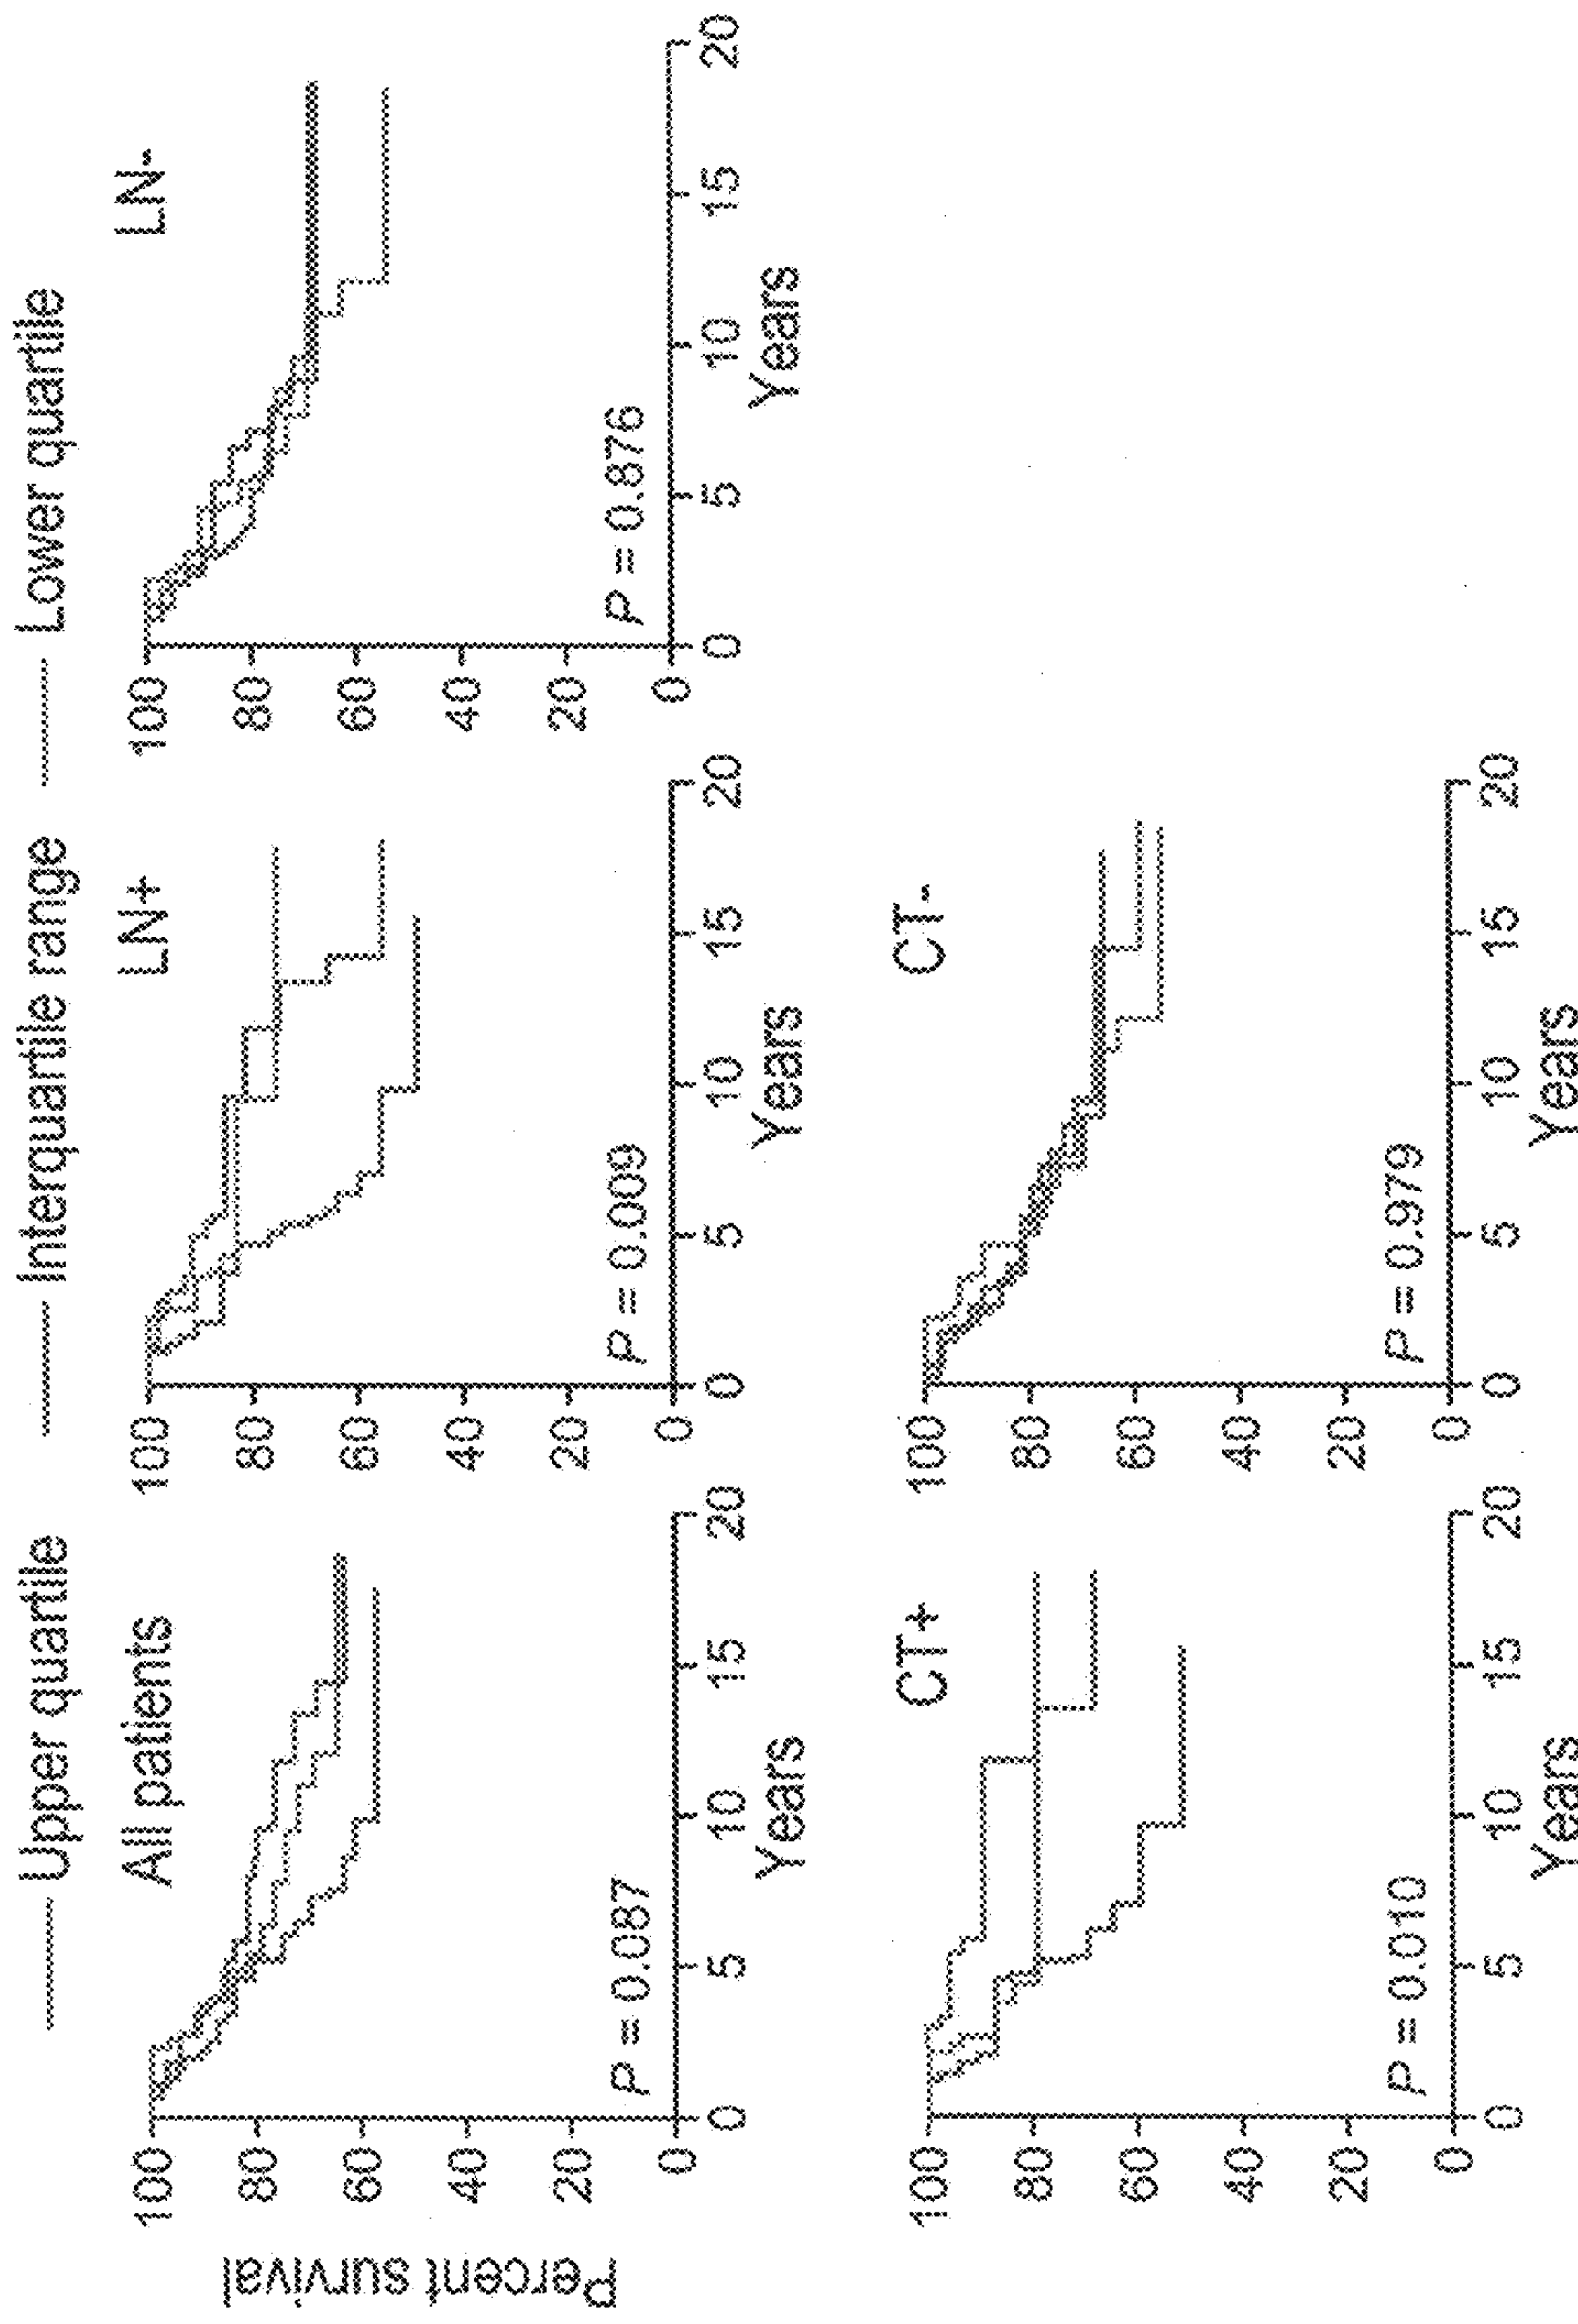 Upper quartile Interquartile range Lower quartile
All patients LN+ LN-
Percent survival
100 100 100
80 80 80
60 60 60
40 40 40
20 20 20
P = 0.087 P = 0.009 P = 0.876
0 0 0
0 5 10 15 20 0 5 10 15 20 0 5 10 15 20
Years Years Years
CT+ CT-
100 100
80 80
60 60
40 40
20 20
P = 0.010 P = 0.979
0 0
0 5 10 15 20 0 5 10 15 20
Years Years